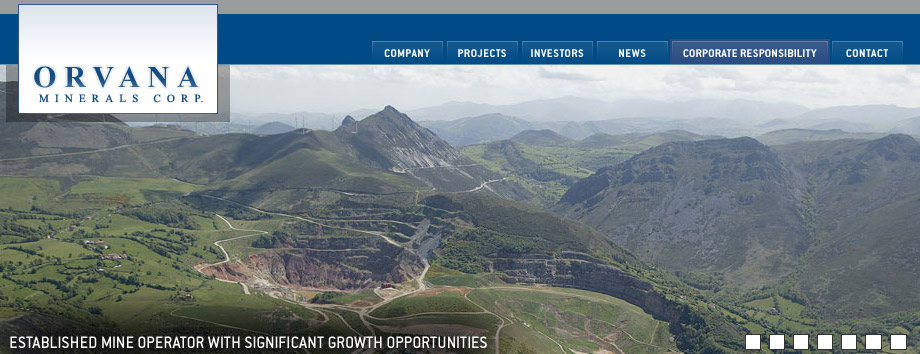 ORVANA
MINERALS CORP.
COMPANY PROJECTS INVESTORS NEWS CORPORATE RESPONSIBILITY CONTACT
ESTABLISHED MINE OPERATOR WITH SIGNIFICANT GROWTH OPPORTUNITIES